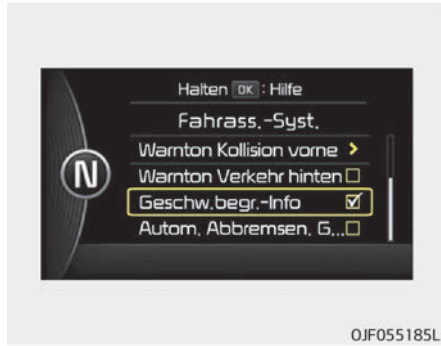 Halten OK : Hilfe
Fahrass.-Syst.
Warnton Kollision vorne >
N
Warnton Verkehr hinten
Geschw.begr.-Info
Autom. Abbremsen, G...
OJF055185L